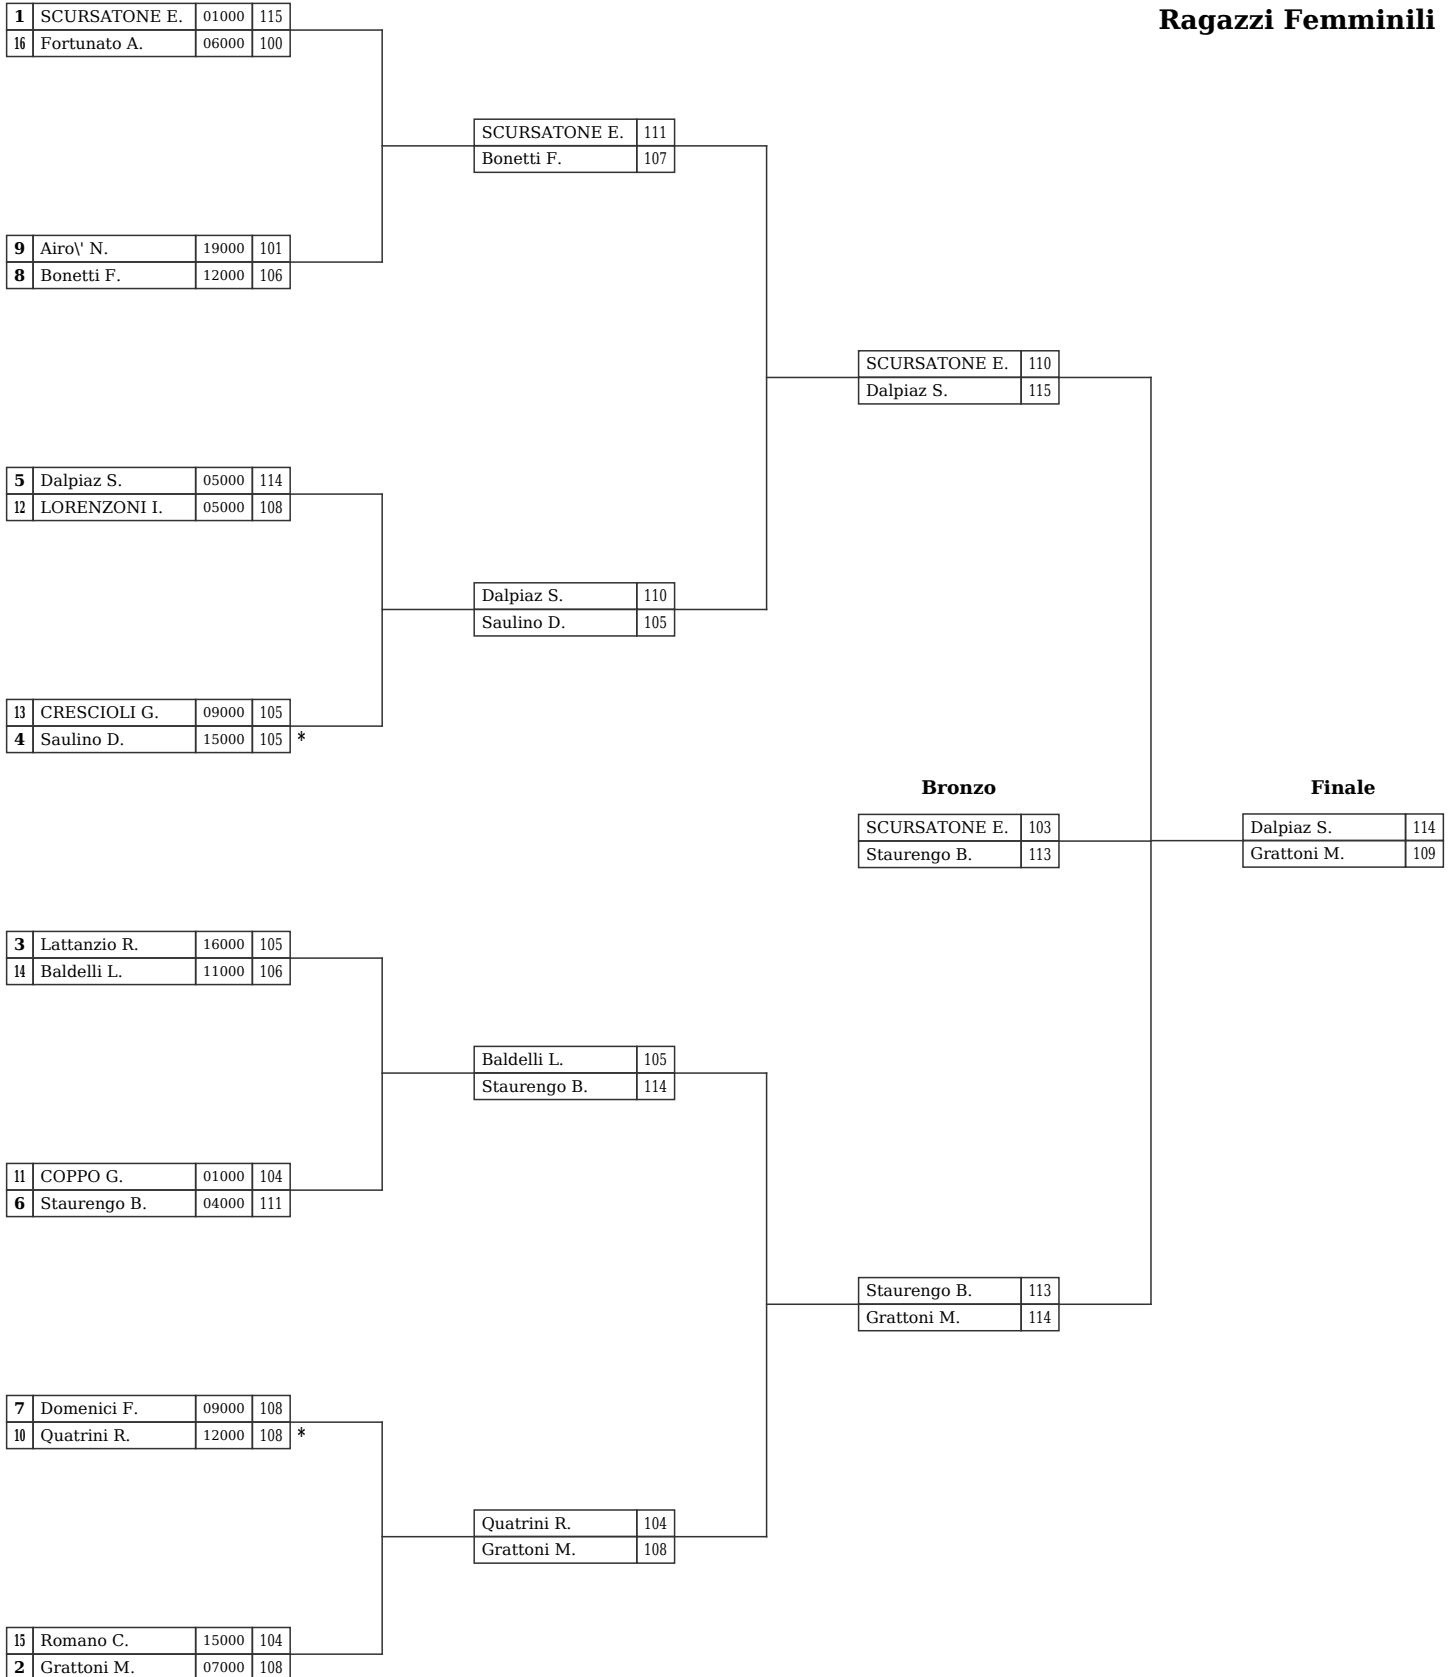 Ragazzi Femminili
1 SCURSATONE E. 01000 115
16 Fortunato A. 06000 100
SCURSATONE E. 111
Bonetti F. 107
9 Airo\' N. 19000 101
8 Bonetti F. 12000 106
SCURSATONE E. 110
Dalpiaz S. 115
5 Dalpiaz S. 05000 114
12 LORENZONI I. 05000 108
Dalpiaz S. 110
Saulino D. 105
13 CRESCIOLI G. 09000 105
4 Saulino D. 15000 105 *
Bronzo Finale
SCURSATONE E. 103 Dalpiaz S. 114
Staurengo B. 113 Grattoni M. 109
3 Lattanzio R. 16000 105
14 Baldelli L. 11000 106
Baldelli L. 105
Staurengo B. 114
11 COPPO G. 01000 104
6 Staurengo B. 04000 111
Staurengo B. 113
Grattoni M. 114
7 Domenici F. 09000 108
10 Quatrini R. 12000 108 *
Quatrini R. 104
Grattoni M. 108
15 Romano C. 15000 104
2 Grattoni M. 07000 108